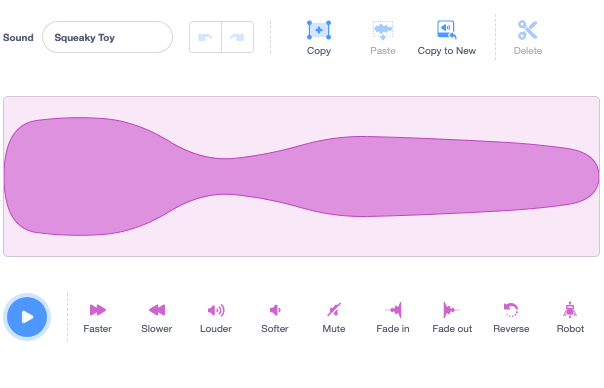 Sound
Squeaky Toy
Copy
Paste
Copy to New
Delete
Faster
Slower
Louder
Softer
Mute
Fade in
Fade out
Reverse
Robot